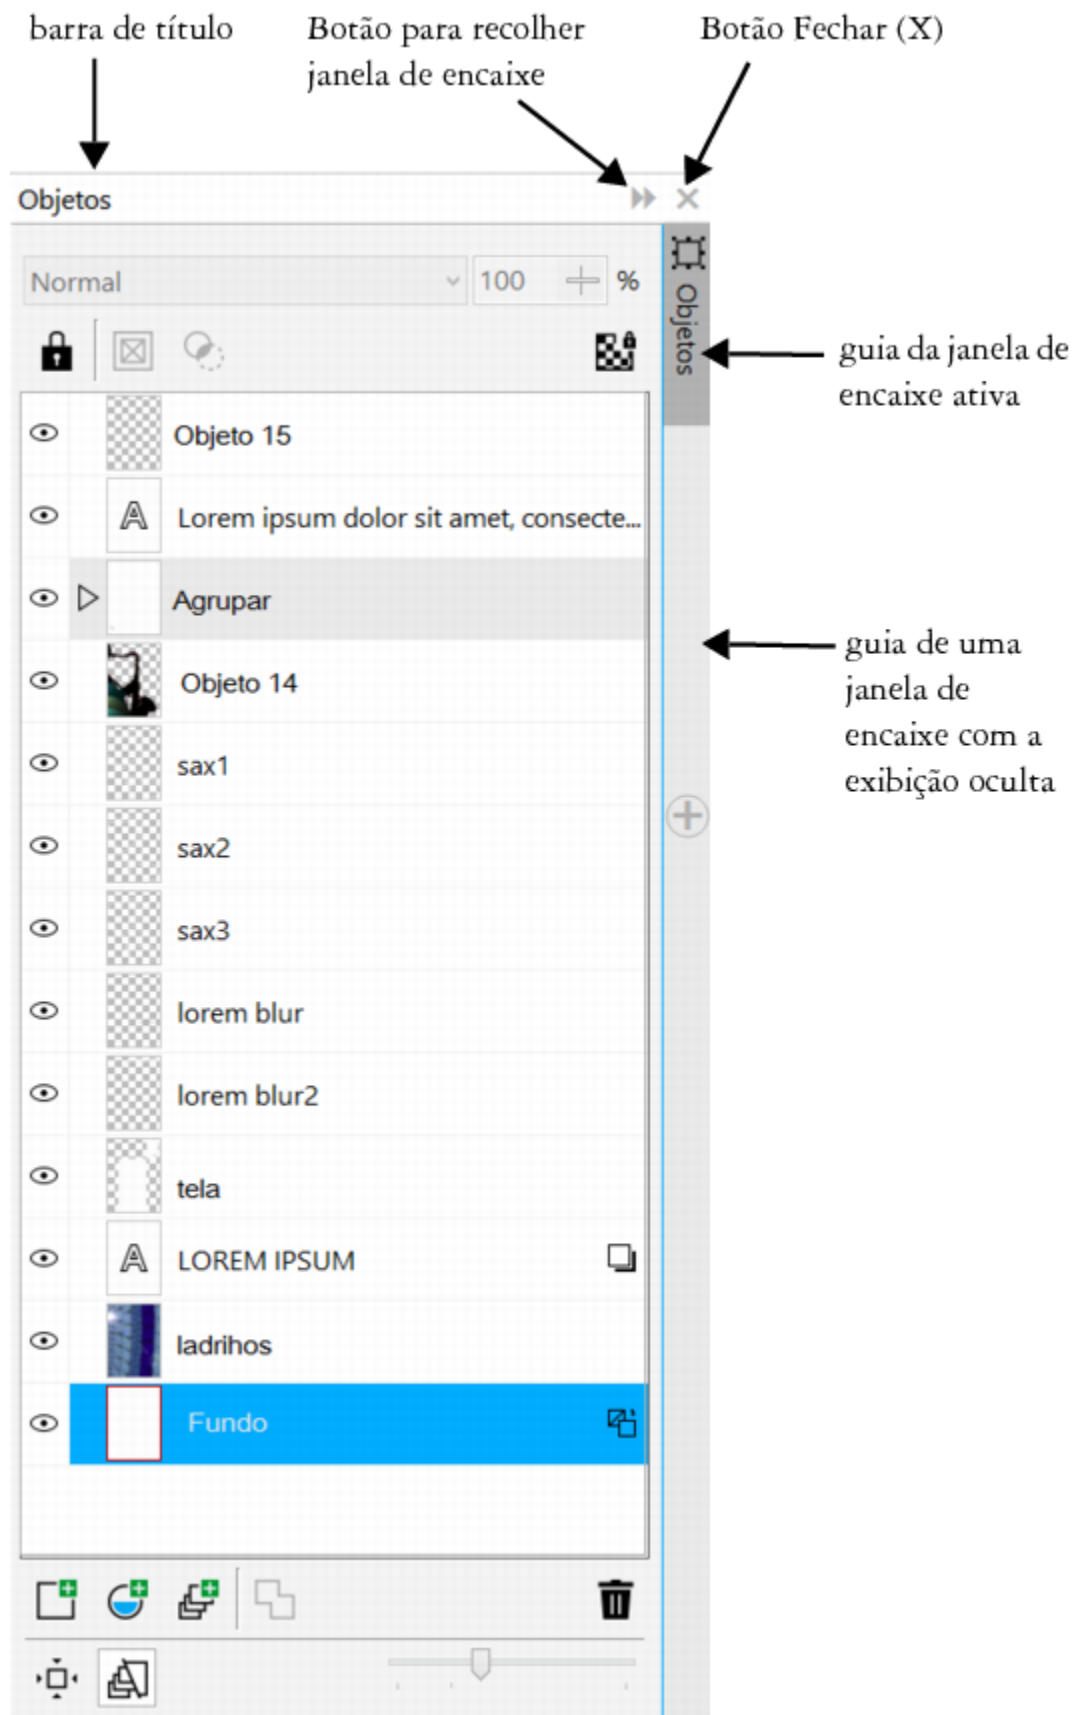 barra de título
Botão para recolher
janela de encaixe
Botão Fechar (X)
Objetos
Normal
100
%
Objetos
guia da janela de
encaixe ativa
Objeto 15
Lorem ipsum dolor sit amet, consecte...
Agrupar
Objeto 14
guia de uma
janela de
encaixe com a
exibição oculta
sax1
sax2
sax3
lorem blur
lorem blur2
tela
LOREM IPSUM
ladrihos
Fundo